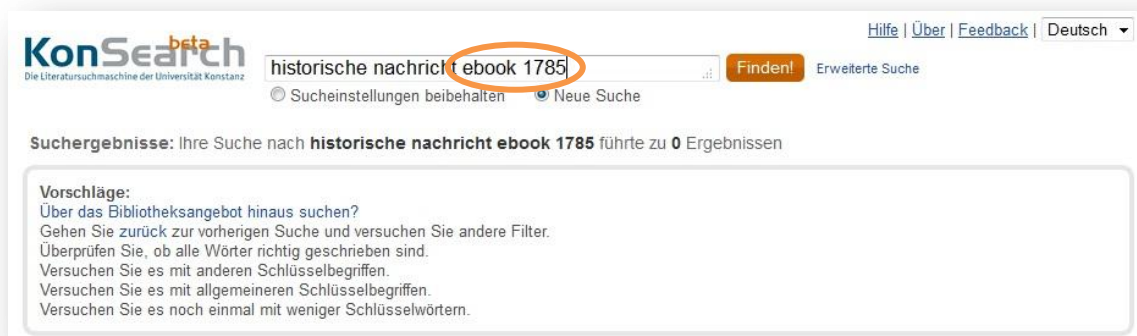 Hilfe | Über | Feedback | Deutsch
KonSearch beta
Die Literatursuchmaschine der Universität Konstanz
historische nachricht ebook 1785
Finden!
Erweiterte Suche
Sucheinstellungen beibehalten
Neue Suche
Suchergebnisse: Ihre Suche nach historische nachricht ebook 1785 führte zu 0 Ergebnissen
Vorschläge:
Über das Bibliotheksangebot hinaus suchen?
Gehen Sie zurück zur vorherigen Suche und versuchen Sie andere Filter.
Überprüfen Sie, ob alle Wörter richtig geschrieben sind.
Versuchen Sie es mit anderen Schlüsselbegriffen.
Versuchen Sie es mit allgemeineren Schlüsselbegriffen.
Versuchen Sie es noch einmal mit weniger Schlüsselwörtern.